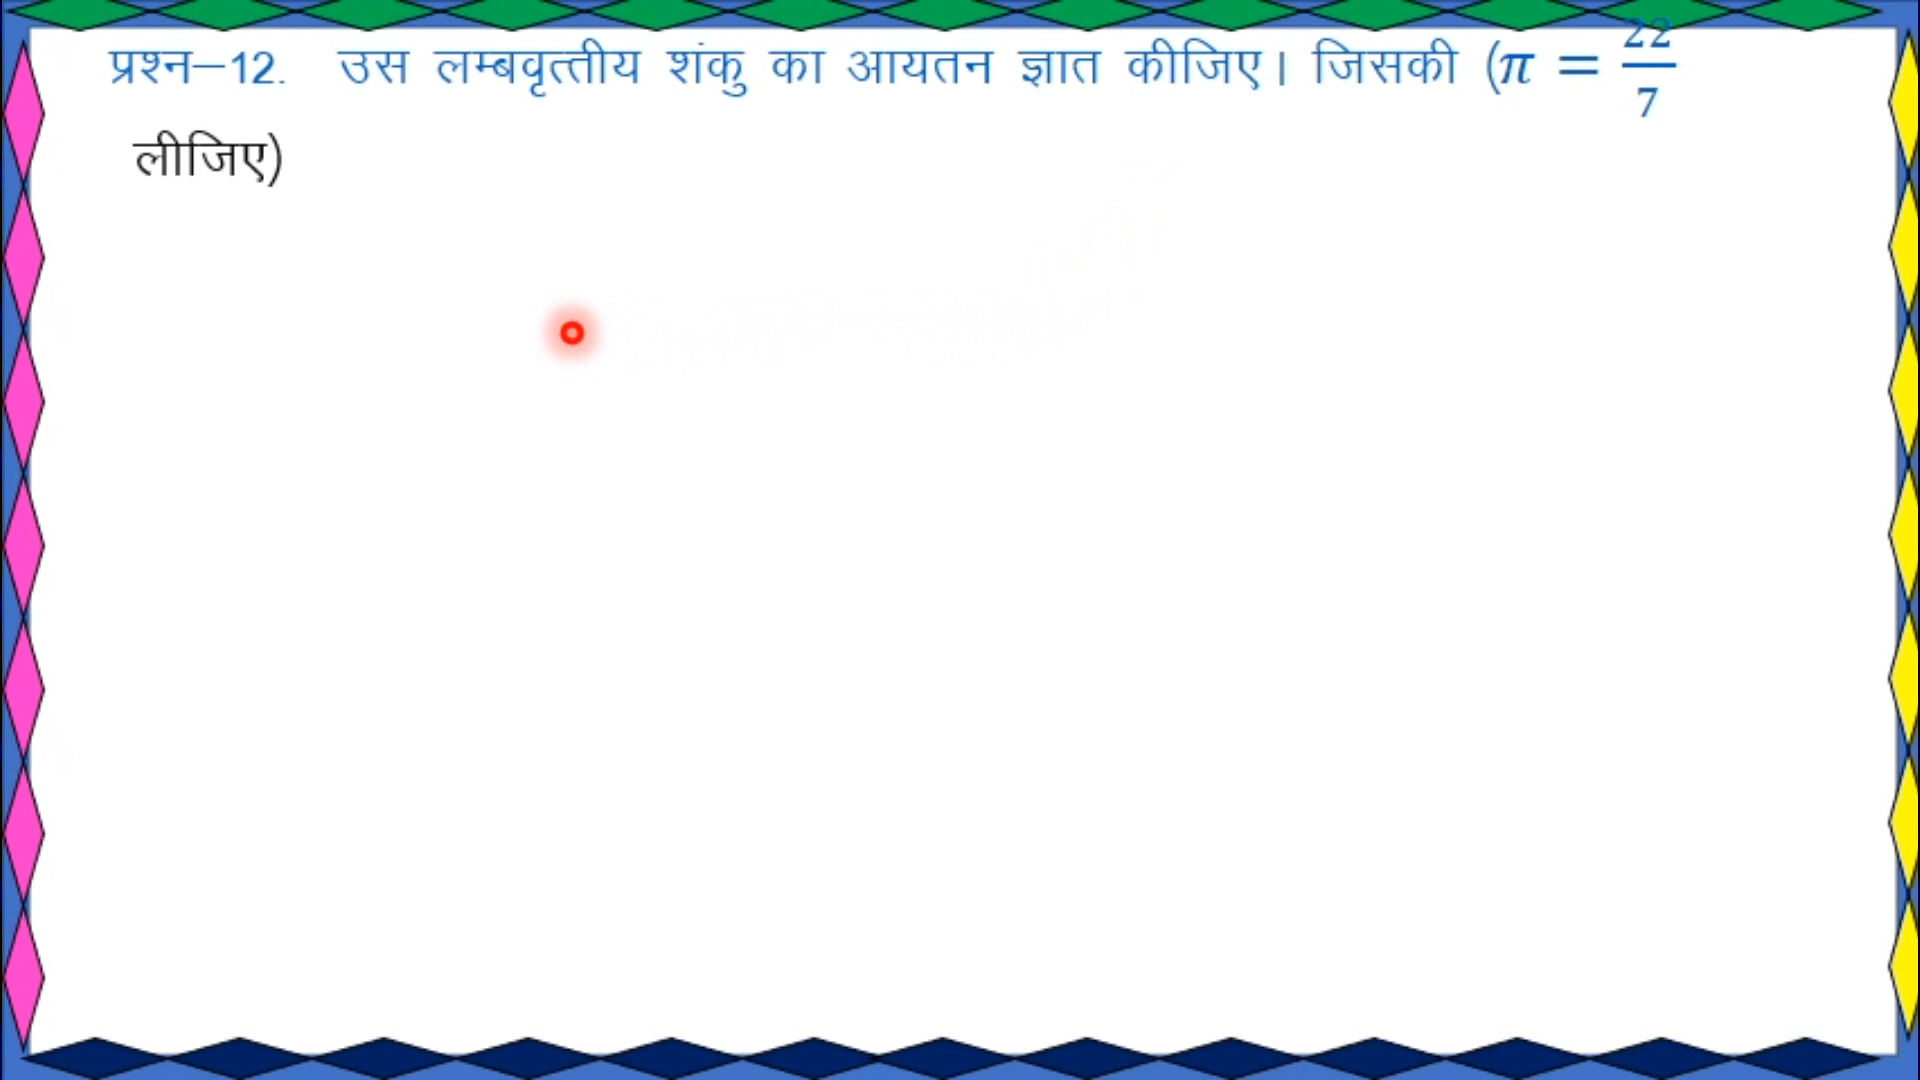 प्रश्न–12. उस लम्बवृत्तीय शंकु का आयतन ज्ञात कीजिए। जिसकी (π = 22/7
लीजिए)